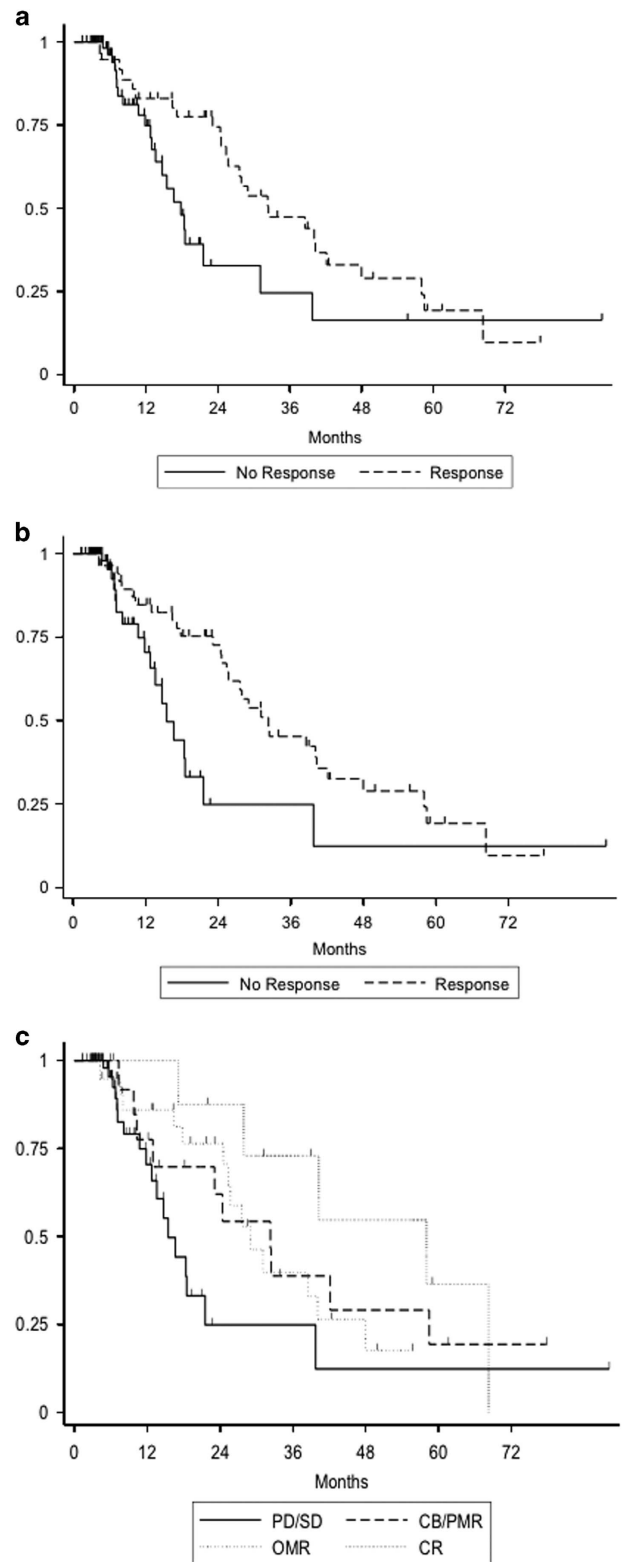 a
1
0.75
0.5
0.25
0
0 12 24 36 48 60 72
Months
No Response Response
b
1
0.75
0.5
0.25
0
0 12 24 36 48 60 72
Months
No Response Response
c
1
0.75
0.5
0.25
0
0 12 24 36 48 60 72
Months
PD/SD CB/PMR
OMR CR